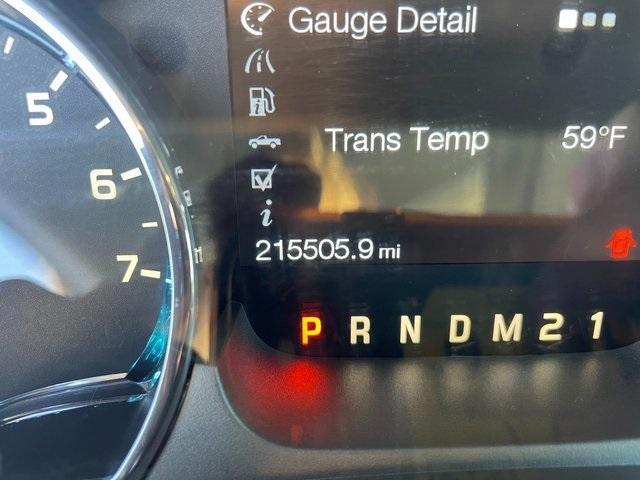 Gauge Detail
5
6
7
Trans Temp 59°F
215505.9 mi
P R N D M 2 1